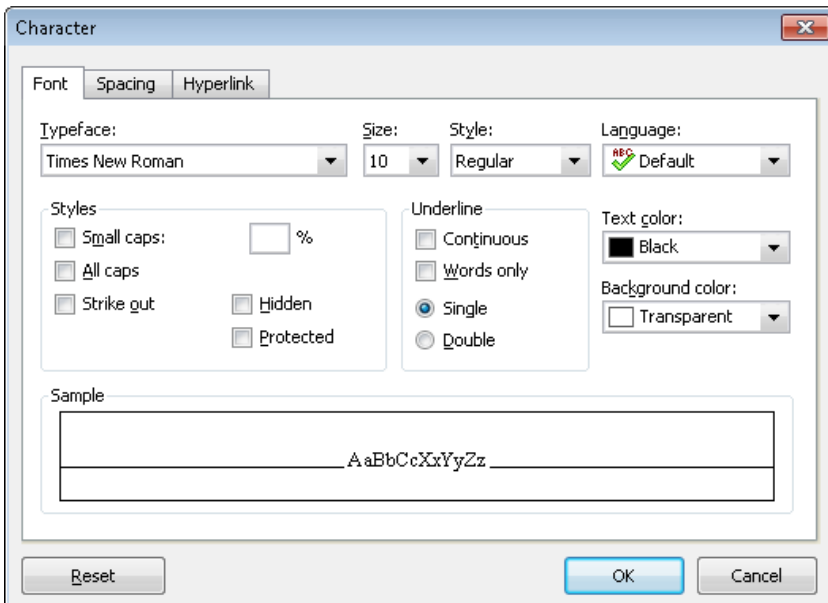 Character
Font Spacing Hyperlink
Typeface: Size: Style: Language:
Times New Roman 10 Regular ABC Default
Styles Underline Text color:
Small caps: % Continuous Black
All caps Words only Background color:
Strike out Hidden Single Transparent
Protected Double
Sample
AaBbCcXxYyZz
Reset OK Cancel